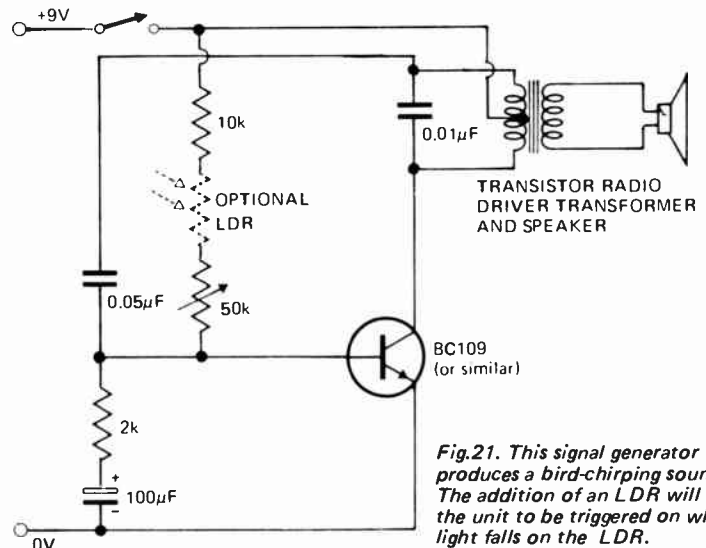 +9V
10k
0.01µF
OPTIONAL
LDR
TRANSISTOR RADIO
DRIVER TRANSFORMER
AND SPEAKER
0.05µF
50k
BC109
(or similar)
2k
+
100µF
−
0V
Fig.21. This signal generator
produces a bird-chirping
The addition of an LDR will
the unit to be triggered on
light falls on the LDR.